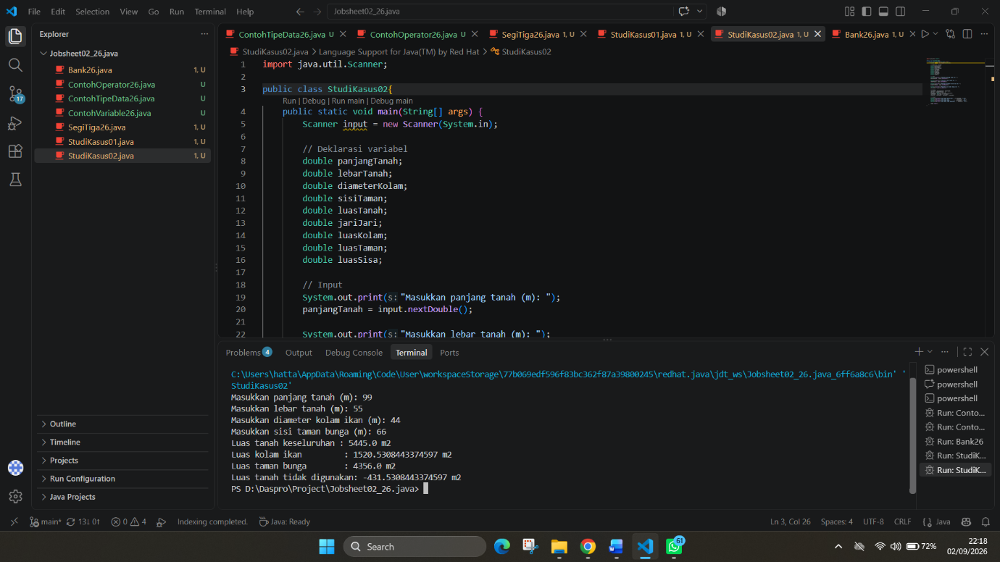 File Edit Selection View Go Run Terminal Help Jobsheet02_26.java
Explorer
ContohTipeData26.java U ContohOperator26.java U SegiTiga26.java 1, U StudiKasus01.java 1, U StudiKasus02.java 1, U Bank26.java 1, U
Jobsheet02_26.java
Bank26.java 1, U
ContohOperator26.java U
ContohTipeData26.java U
ContohVariable26.java U
SegiTiga26.java 1, U
StudiKasus01.java 1, U
StudiKasus02.java 1, U
Outline
Timeline
Projects
Run Configuration
Java Projects
17
StudiKasus02.java > Language Support for Java(TM) by Red Hat > StudiKasus02
1 import java.util.Scanner;
2
3 public class StudiKasus02{
Run | Debug | Run main | Debug main
4 public static void main(String[] args) {
5 Scanner input = new Scanner(System.in);
6
7 // Deklarasi variabel
8 double panjangTanah;
9 double lebarTanah;
10 double diameterKolam;
11 double sisiTaman;
12 double luasTanah;
13 double jariJari;
14 double luasKolam;
15 double luasTaman;
16 double luasSisa;
17
18 // Input
19 System.out.print(s: "Masukkan panjang tanah (m): ");
20 panjangTanah = input.nextDouble();
21
22 System.out.print(s: "Masukkan lebar tanah (m): ");
Problems 4 Output Debug Console Terminal Ports
C:\Users\hatta\AppData\Roaming\Code\User\workspaceStorage\77b069edf596f83bc362f87a39800245\redhat.java\jdt_ws\Jobsheet02_26.java_6ff6a8c6\bin' '
StudiKasus02'
Masukkan panjang tanah (m): 99
Masukkan lebar tanah (m): 55
Masukkan diameter kolam ikan (m): 44
Masukkan sisi taman bunga (m): 66
Luas tanah keseluruhan : 5445.0 m2
Luas kolam ikan : 1520.5308443374597 m2
Luas taman bunga : 4356.0 m2
Luas tanah tidak digunakan: -431.5308443374597 m2
PS D:\Daspro\Project\Jobsheet02_26.java>
powershell
powershell
powershell
Run: Conto...
Run: Conto...
Run: Bank26
Run: StudiK...
Run: StudiK...
main* 13↓ 0↑ 0 4 Indexing completed. Java: Ready Ln 3, Col 26 Spaces: 4 UTF-8 CRLF {} Java
Search 61 72% 22:18
02/09/2026